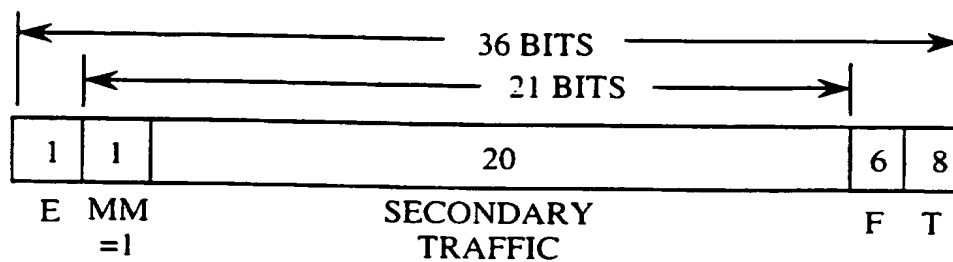 36 BITS
21 BITS
1 1 20 6 8
E MM SECONDARY F T
=1 TRAFFIC